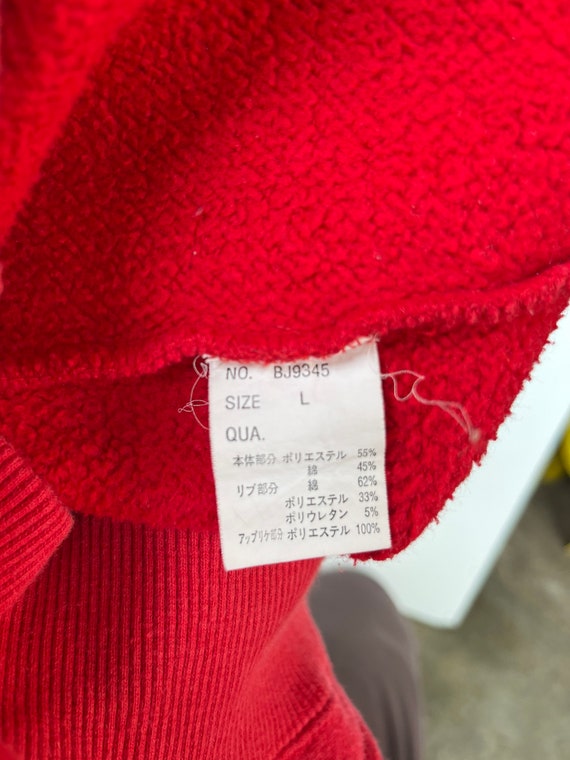 NO. BJ9345
SIZE L
QUA.
本体部分 ポリエステル 55%
綿 45%
リブ部分 綿 62%
ポリエステル 33%
ポリウレタン 5%
アップリケ部分 ポリエステル 100%